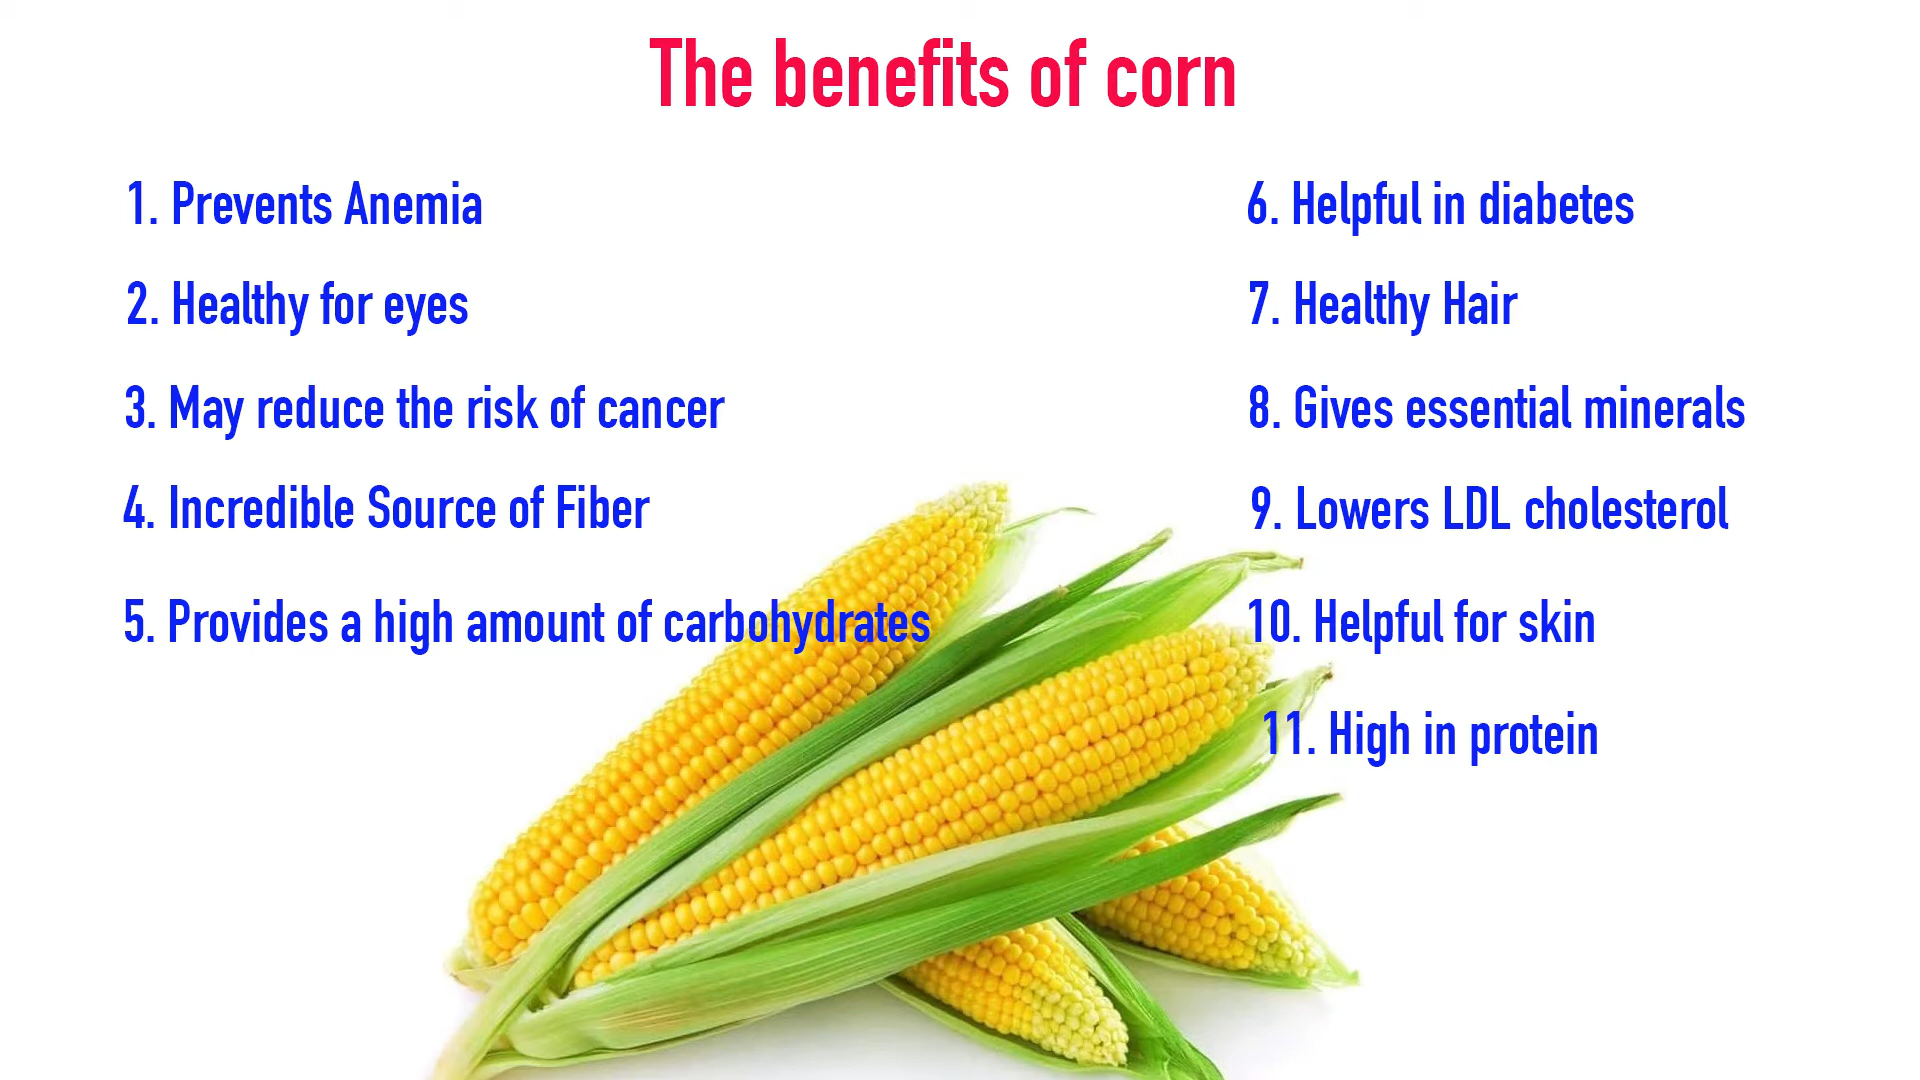 The benefits of corn
1. Prevents Anemia
2. Healthy for eyes
3. May reduce the risk of cancer
4. Incredible Source of Fiber
5. Provides a high amount of carbohydrates
6. Helpful in diabetes
7. Healthy Hair
8. Gives essential minerals
9. Lowers LDL cholesterol
10. Helpful for skin
11. High in protein